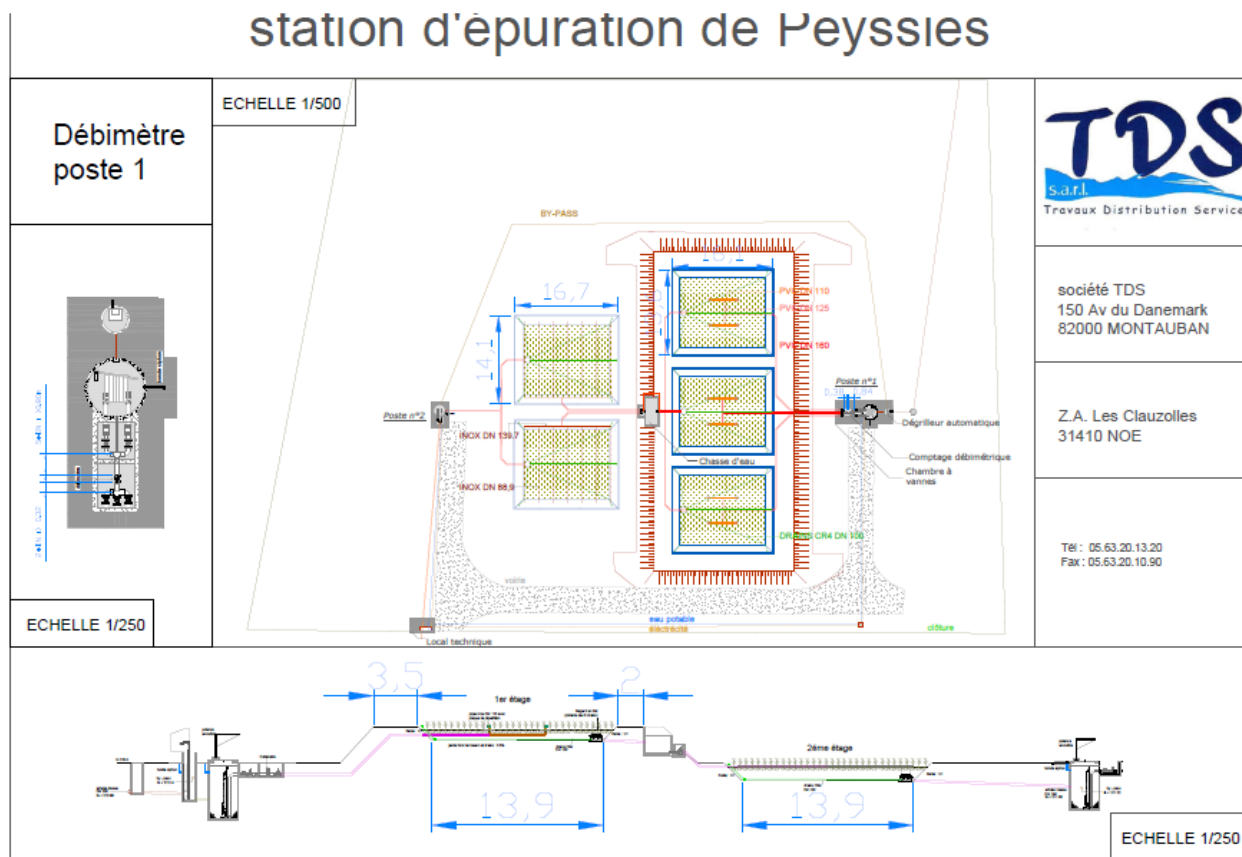 station d'épuration de Peyssies
Débimètre
poste 1
ECHELLE 1/250
ECHELLE 1/500
BY-PASS
16,7
14,1
PVC DN 110
PVC DN 125
PVC DN 160
Poste n°1
Poste n°2
INOX DN 139,7
INOX DN 88,9
Chasse d'eau
Dégrilleur automatique
Comptage débimétrique
Chambre à
vannes
DRAINS CR4 DN 100
voirie
eau potable
électricité
clôture
Local technique
TDS
s.a.r.l.
Travaux Distribution Service
société TDS
150 Av du Danemark
82000 MONTAUBAN
Z.A. Les Clauzolles
31410 NOE
Tél : 05.63.20.13.20
Fax : 05.63.20.10.90
3,5
1er étage
2
13,9
2ème étage
13,9
ECHELLE 1/250